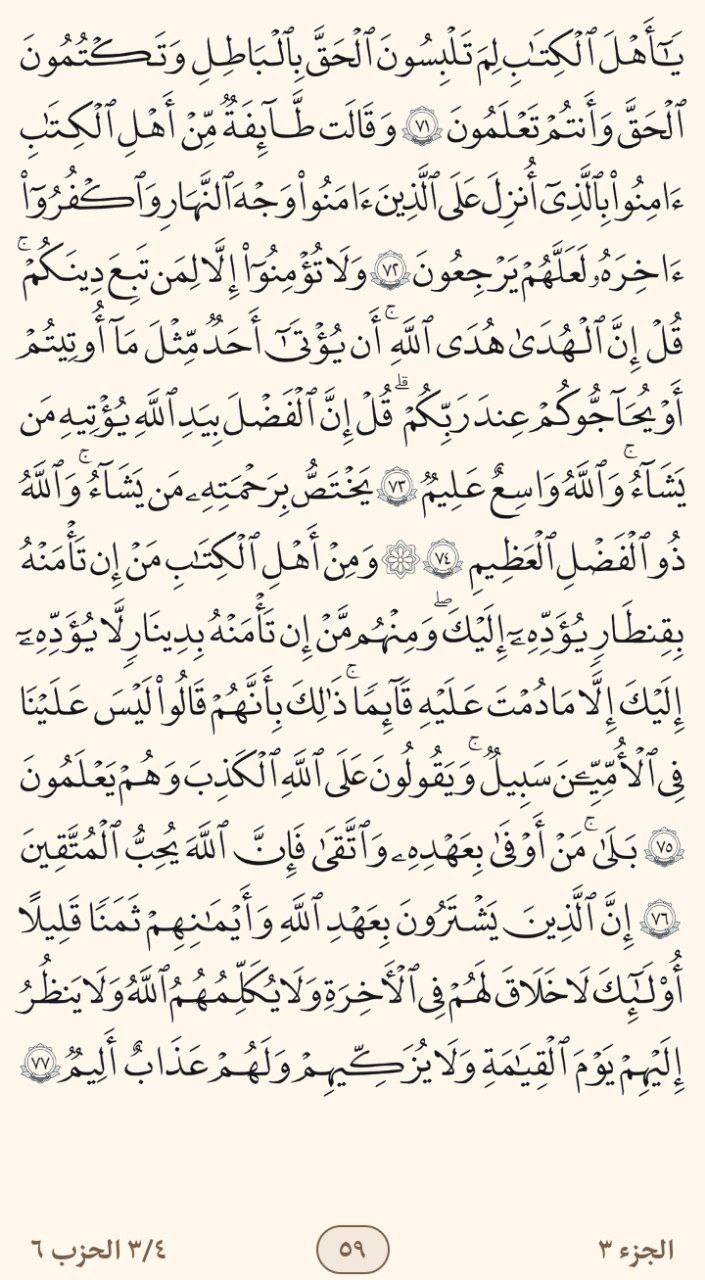 يَـٰٓأَهْلَ ٱلْكِتَـٰبِ لِمَ تَلْبِسُونَ ٱلْحَقَّ بِٱلْبَـٰطِلِ وَتَكْتُمُونَ
ٱلْحَقَّ وَأَنتُمْ تَعْلَمُونَ ٧١ وَقَالَت طَّآئِفَةٌ مِّنْ أَهْلِ ٱلْكِتَـٰبِ
ءَامِنُوا۟ بِٱلَّذِىٓ أُنزِلَ عَلَى ٱلَّذِينَ ءَامَنُوا۟ وَجْهَ ٱلنَّهَارِ وَٱكْفُرُوٓا۟
ءَاخِرَهُۥ لَعَلَّهُمْ يَرْجِعُونَ ٧٢ وَلَا تُؤْمِنُوٓا۟ إِلَّا لِمَن تَبِعَ دِينَكُمْ ۚ
قُلْ إِنَّ ٱلْهُدَىٰ هُدَى ٱللَّهِ ۚ أَن يُؤْتَىٰٓ أَحَدٌ مِّثْلَ مَآ أُوتِيتُمْ
أَوْ يُحَآجُّوكُمْ عِندَ رَبِّكُمْ ۗ قُلْ إِنَّ ٱلْفَضْلَ بِيَدِ ٱللَّهِ يُؤْتِيهِ مَن
يَشَآءُ ۚ وَٱللَّهُ وَٰسِعٌ عَلِيمٌ ٧٣ يَخْتَصُّ بِرَحْمَتِهِۦ مَن يَشَآءُ ۚ وَٱللَّهُ
ذُو ٱلْفَضْلِ ٱلْعَظِيمِ ٧٤ ۞ وَمِنْ أَهْلِ ٱلْكِتَـٰبِ مَنْ إِن تَأْمَنْهُ
بِقِنطَارٍ يُؤَدِّهِۦٓ إِلَيْكَ ۖ وَمِنْهُم مَّنْ إِن تَأْمَنْهُ بِدِينَارٍ لَّا يُؤَدِّهِۦٓ
إِلَيْكَ إِلَّا مَا دُمْتَ عَلَيْهِ قَآئِمًا ۚ ذَٰلِكَ بِأَنَّهُمْ قَالُوا۟ لَيْسَ عَلَيْنَا
فِى ٱلْأُمِّيِّـۧنَ سَبِيلٌ ۚ وَيَقُولُونَ عَلَى ٱللَّهِ ٱلْكَذِبَ وَهُمْ يَعْلَمُونَ
٧٥ بَلَىٰ ۚ مَنْ أَوْفَىٰ بِعَهْدِهِۦ وَٱتَّقَىٰ فَإِنَّ ٱللَّهَ يُحِبُّ ٱلْمُتَّقِينَ
٧٦ إِنَّ ٱلَّذِينَ يَشْتَرُونَ بِعَهْدِ ٱللَّهِ وَأَيْمَـٰنِهِمْ ثَمَنًا قَلِيلًا
أُو۟لَـٰٓئِكَ لَا خَلَـٰقَ لَهُمْ فِى ٱلْـَٔاخِرَةِ وَلَا يُكَلِّمُهُمُ ٱللَّهُ وَلَا يَنظُرُ
إِلَيْهِمْ يَوْمَ ٱلْقِيَـٰمَةِ وَلَا يُزَكِّيهِمْ وَلَهُمْ عَذَابٌ أَلِيمٌ ٧٧
الجزء ٣
٥٩
٣/٤ الحزب ٦